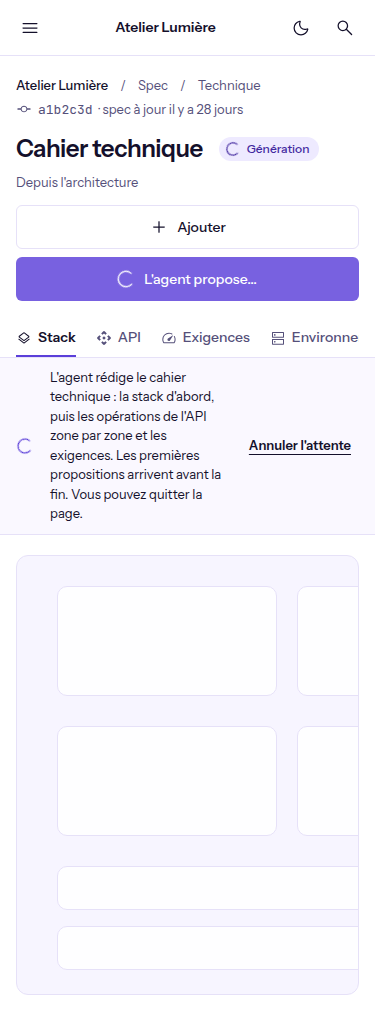 Atelier Lumière
Atelier Lumière / Spec / Technique
a1b2c3d · spec à jour il y a 28 jours
Cahier technique Génération
Depuis l'architecture
Ajouter
L'agent propose…
Stack API Exigences Environne
L'agent rédige le cahier
technique : la stack d'abord,
puis les opérations de l'API
zone par zone et les
exigences. Les premières
propositions arrivent avant la
fin. Vous pouvez quitter la
page.
Annuler l'attente